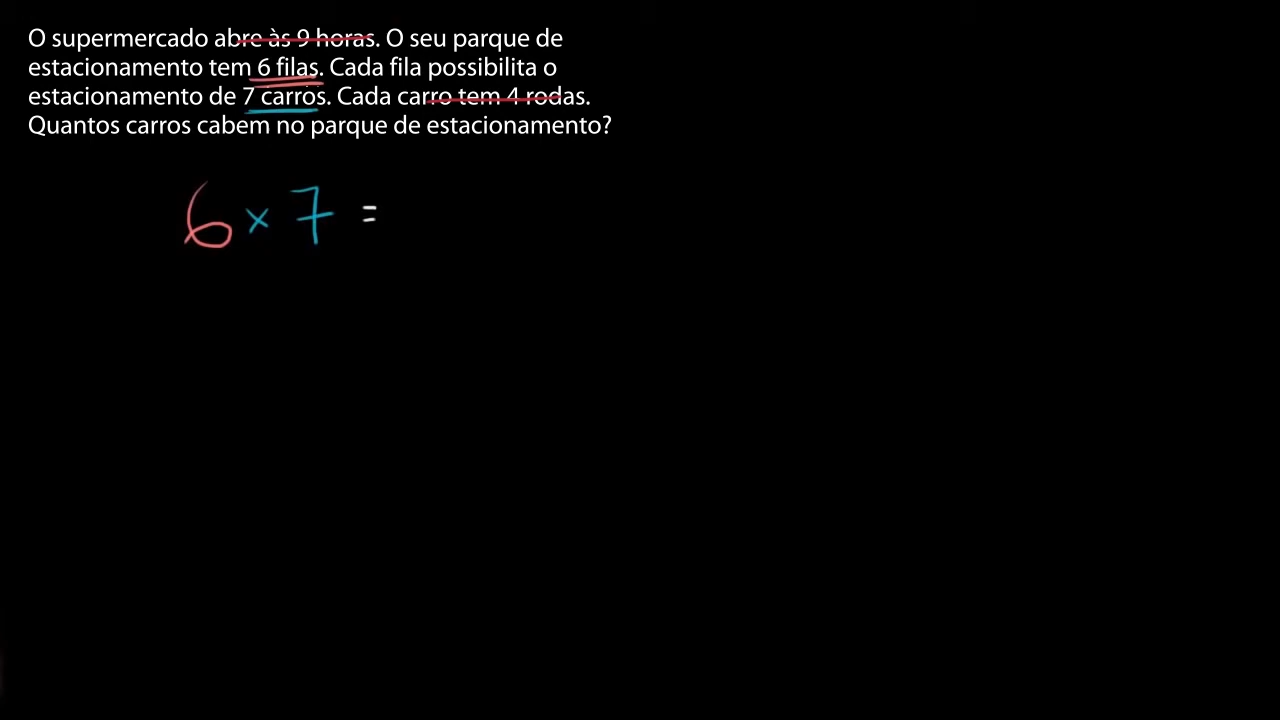 O supermercado abre às 9 horas. O seu parque de
estacionamento tem 6 filas. Cada fila possibilita o
estacionamento de 7 carros. Cada carro tem 4 rodas.
Quantos carros cabem no parque de estacionamento?
6 × 7 =